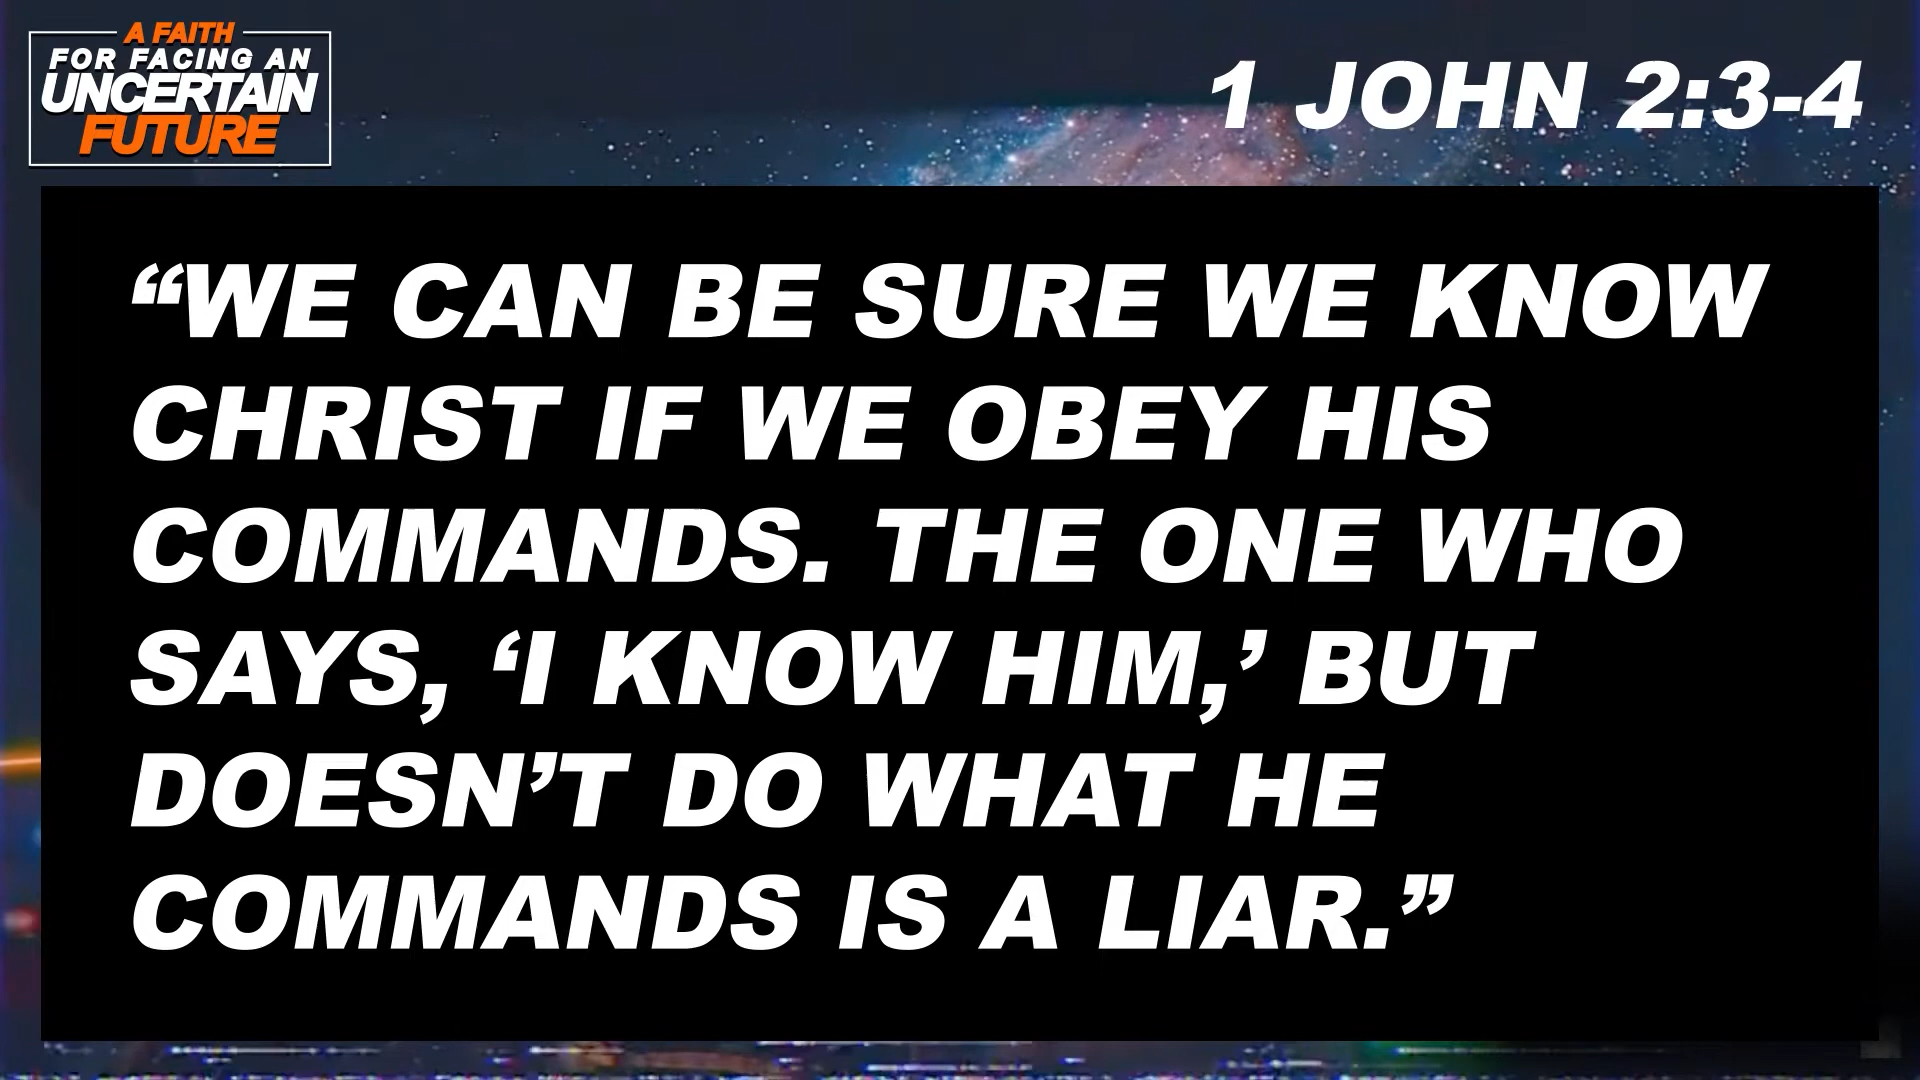 A FAITH
FOR FACING AN
UNCERTAIN
FUTURE
1 JOHN 2:3-4
“WE CAN BE SURE WE KNOW
CHRIST IF WE OBEY HIS
COMMANDS. THE ONE WHO
SAYS, ‘I KNOW HIM,’ BUT
DOESN’T DO WHAT HE
COMMANDS IS A LIAR.”